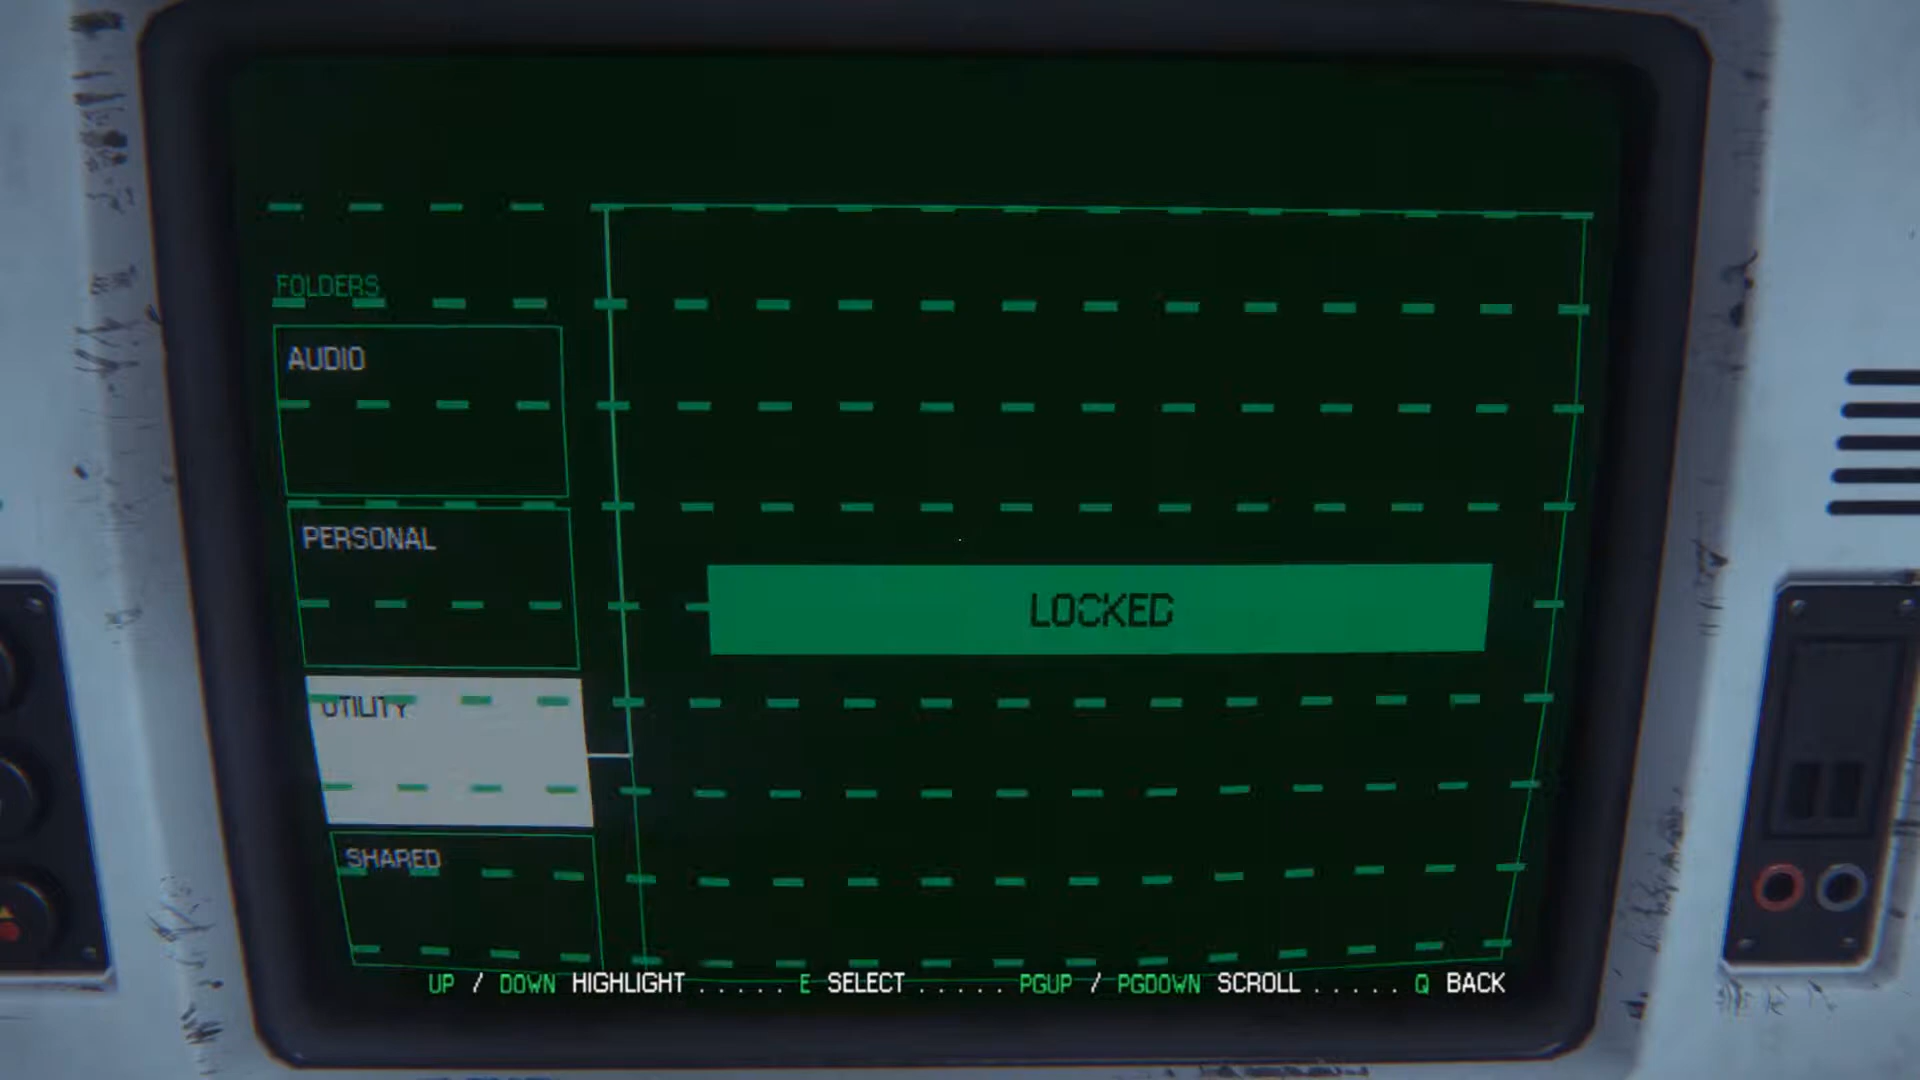 FOLDERS
AUDIO
PERSONAL
LOCKED
UTILITY
SHARED
UP / DOWN HIGHLIGHT ..... E SELECT ..... PGUP / PGDOWN SCROLL ..... Q BACK